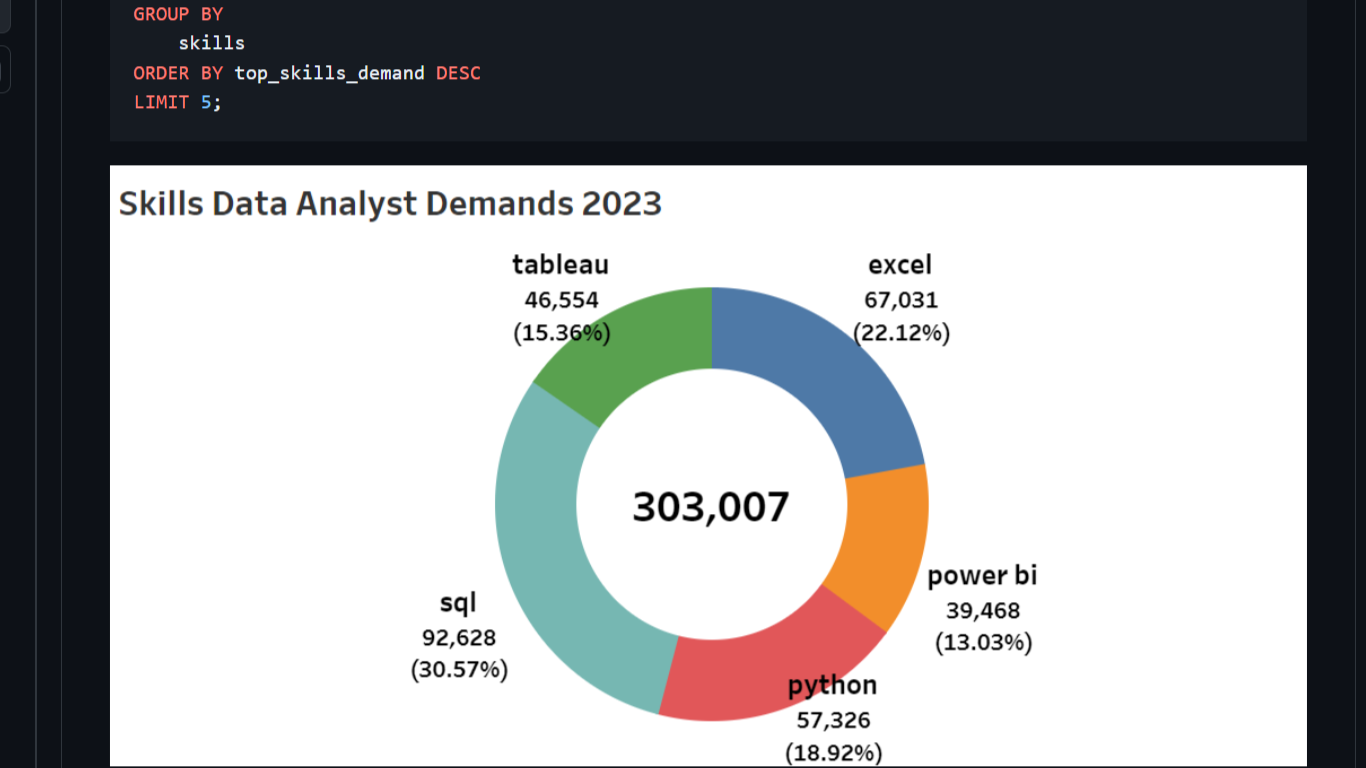 GROUP BY
skills
ORDER BY top_skills_demand DESC
LIMIT 5;
Skills Data Analyst Demands 2023
tableau
46,554
(15.36%)
excel
67,031
(22.12%)
303,007
power bi
39,468
(13.03%)
sql
92,628
(30.57%)
python
57,326
(18.92%)